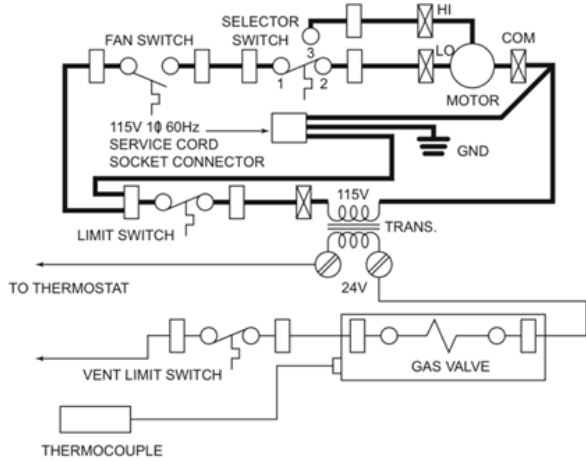 HI
SELECTOR
SWITCH
FAN SWITCH
3
LO
COM
1
2
MOTOR
115V 1ϕ 60Hz
SERVICE CORD
SOCKET CONNECTOR
GND
115V
LIMIT SWITCH
TRANS.
TO THERMOSTAT
24V
VENT LIMIT SWITCH
GAS VALVE
THERMOCOUPLE